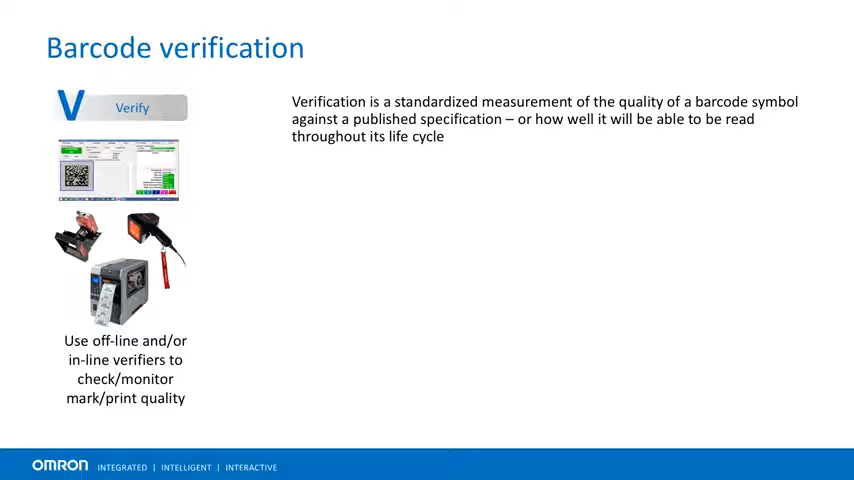 Barcode verification
V
Verify
Verification is a standardized measurement of the quality of a barcode symbol
against a published specification – or how well it will be able to be read
throughout its life cycle
Use off-line and/or
in-line verifiers to
check/monitor
mark/print quality
OMRON
INTEGRATED | INTELLIGENT | INTERACTIVE